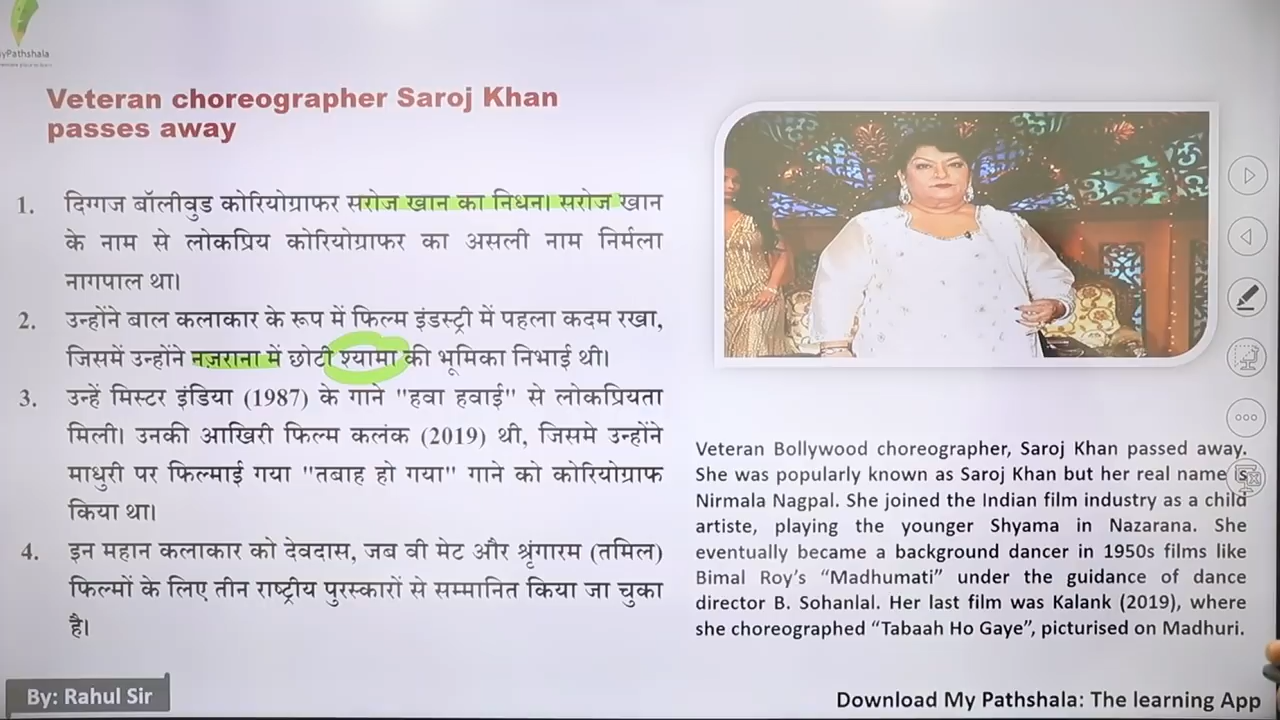 MyPathshala
Veteran choreographer Saroj Khan
passes away
1. दिग्गज बॉलीवुड कोरियोग्राफर सरोज खान का निधन। सरोज खान
के नाम से लोकप्रिय कोरियोग्राफर का असली नाम निर्मला
नागपाल था।
2. उन्होंने बाल कलाकार के रूप में फिल्म इंडस्ट्री में पहला कदम रखा,
जिसमें उन्होंने नज़राना में छोटी श्यामा की भूमिका निभाई थी।
3. उन्हें मिस्टर इंडिया (1987) के गाने "हवा हवाई" से लोकप्रियता
मिली। उनकी आखिरी फिल्म कलंक (2019) थी, जिसमे उन्होंने
माधुरी पर फिल्माई गया "तबाह हो गया" गाने को कोरियोग्राफ
किया था।
4. इन महान कलाकार को देवदास, जब वी मेट और श्रृंगारम (तमिल)
फिल्मों के लिए तीन राष्ट्रीय पुरस्कारों से सम्मानित किया जा चुका
है।
Veteran Bollywood choreographer, Saroj Khan passed away.
She was popularly known as Saroj Khan but her real name is
Nirmala Nagpal. She joined the Indian film industry as a child
artiste, playing the younger Shyama in Nazarana. She
eventually became a background dancer in 1950s films like
Bimal Roy's “Madhumati” under the guidance of dance
director B. Sohanlal. Her last film was Kalank (2019), where
she choreographed “Tabaah Ho Gaye”, picturised on Madhuri.
By: Rahul Sir
Download My Pathshala: The learning App